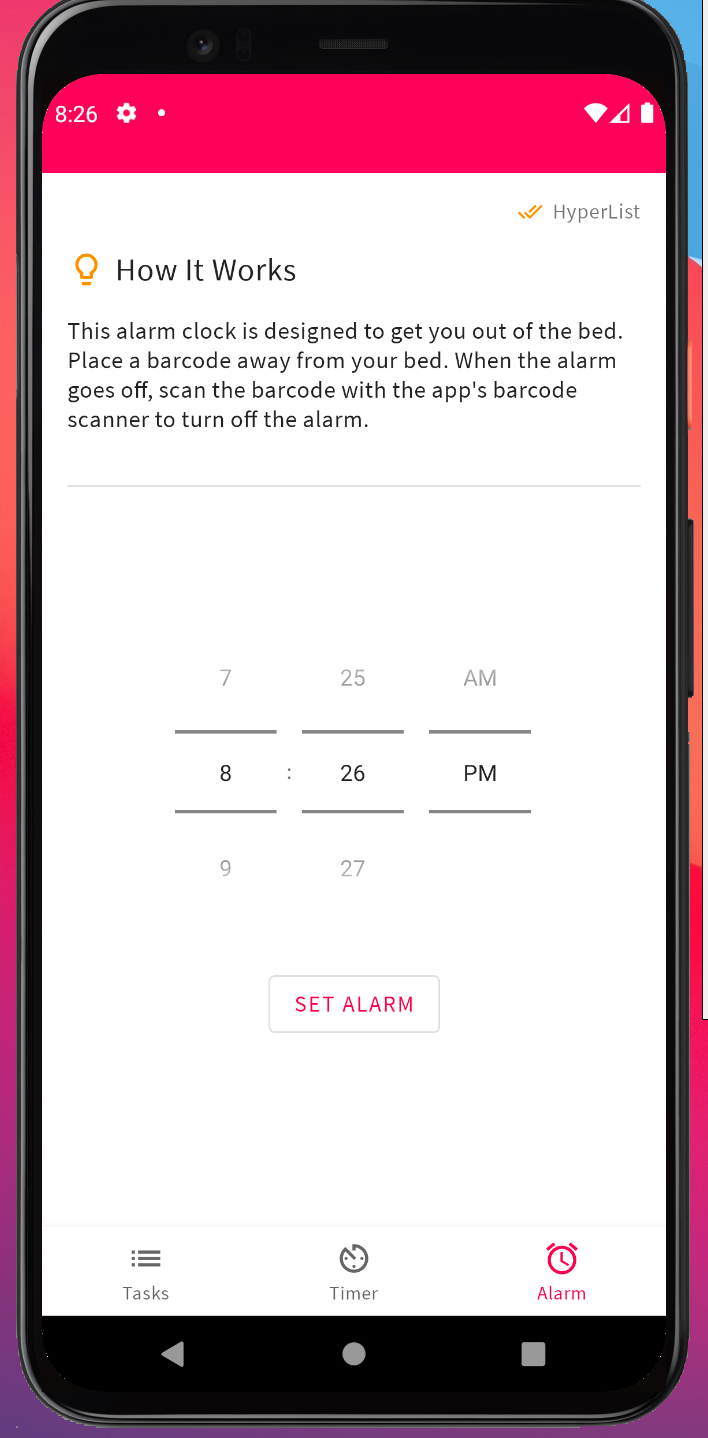 8:26
HyperList
How It Works
This alarm clock is designed to get you out of the bed.
Place a barcode away from your bed. When the alarm
goes off, scan the barcode with the app's barcode
scanner to turn off the alarm.
7 25 AM
8 : 26 PM
9 27
SET ALARM
Tasks Timer Alarm